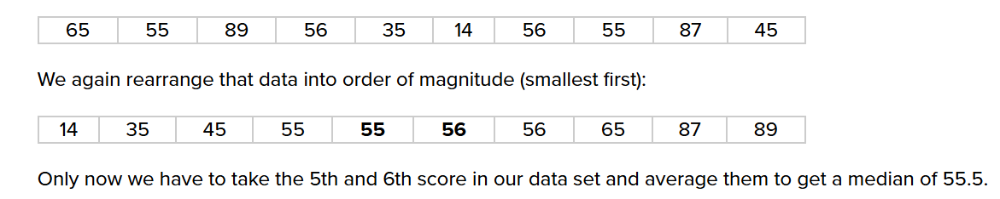 65 55 89 56 35 14 56 55 87 45
We again rearrange that data into order of magnitude (smallest first):
14 35 45 55 55 56 56 65 87 89
Only now we have to take the 5th and 6th score in our data set and average them to get a median of 55.5.